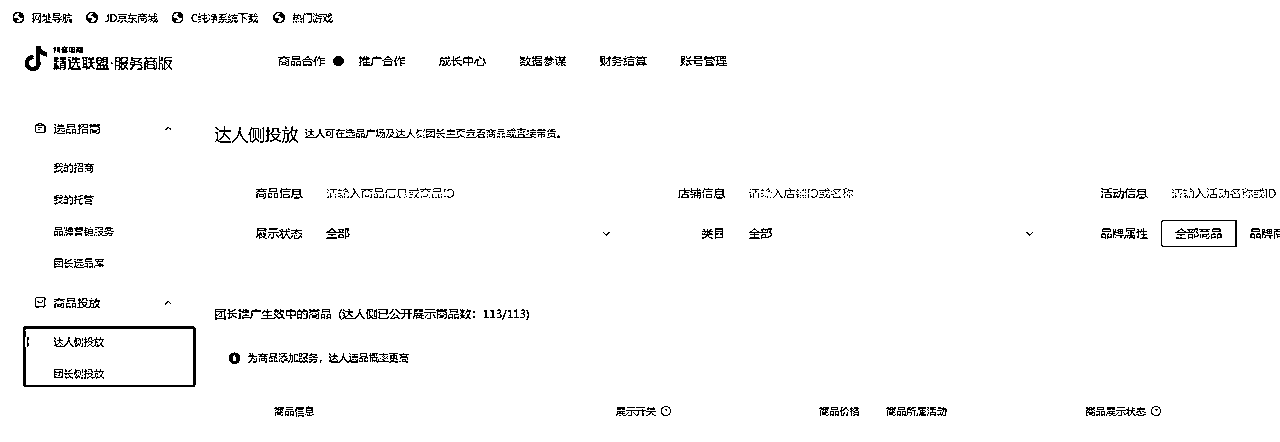 网址导航 JD京东商城 C纯净系统下载 热门游戏
抖音电商
精选联盟·服务商版 商品合作 推广合作 成长中心 数据参谋 财务结算 账号管理
选品招商
我的招商
我的托管
品牌营销服务
团长选品库
商品投放
达人侧投放
团长侧投放
达人侧投放 达人可在选品广场及达人侧团长主页查看商品或直接带货。
商品信息 请输入商品信息或商品ID 店铺信息 请输入店铺ID或名称 活动信息 请输入活动名称或ID
展示状态 全部 类目 全部 品牌属性 全部商品 品牌商
团长推广生效中的商品（达人侧已公开展示商品数：113/113）
为商品添加服务，达人选品概率更高
商品信息 展示开关 商品价格 商品所属活动 商品展示状态